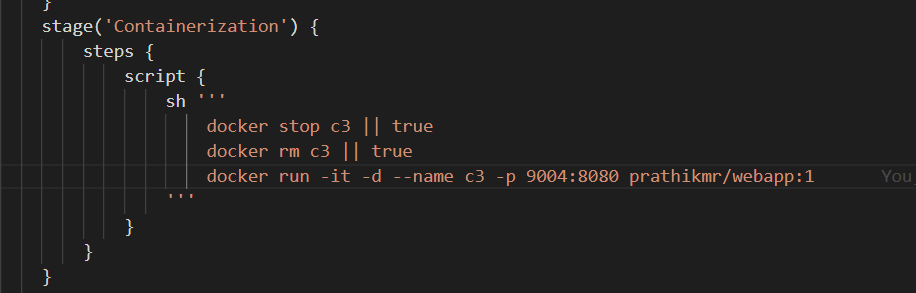 }
stage('Containerization') {
steps {
script {
sh '''
docker stop c3 || true
docker rm c3 || true
docker run -it -d --name c3 -p 9004:8080 prathikmr/webapp:1 You
'''
}
}
}